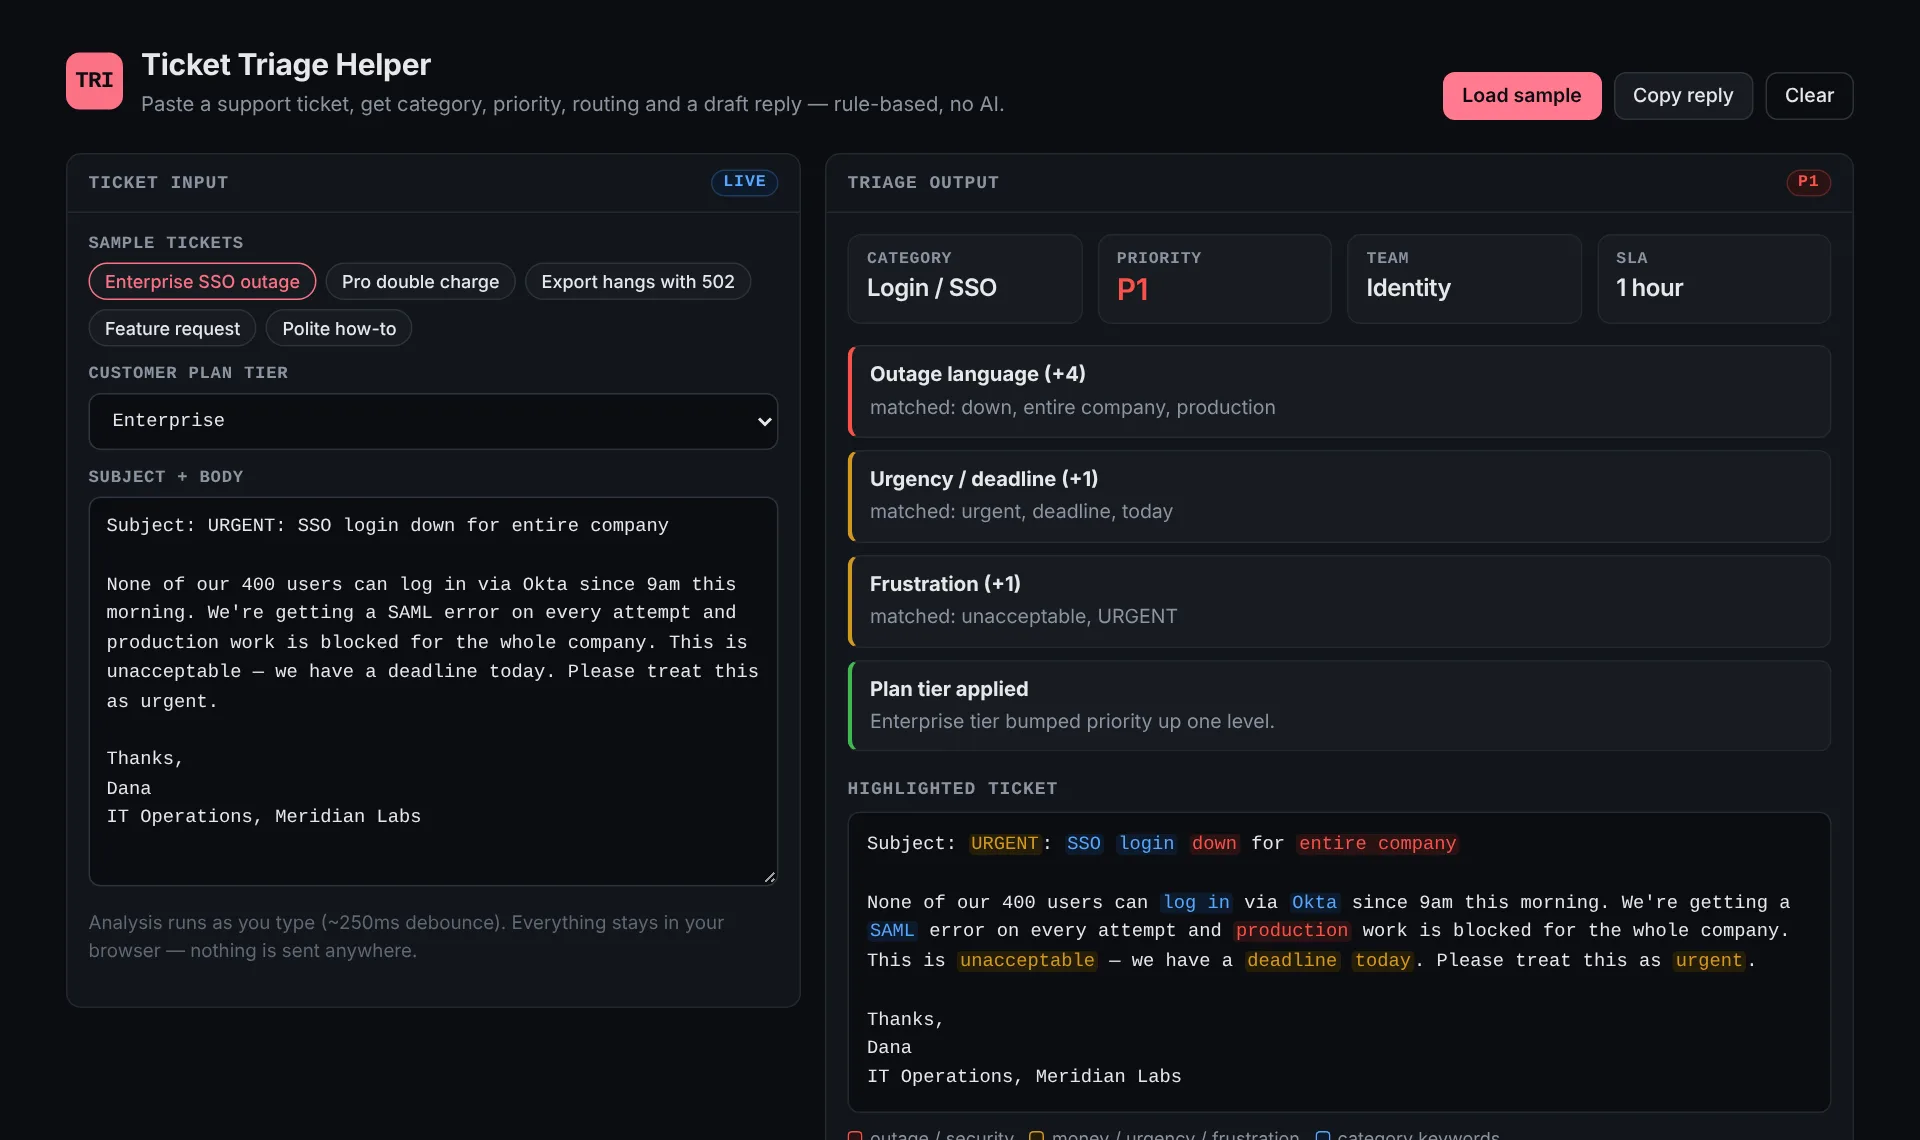 TRI
Ticket Triage Helper
Paste a support ticket, get category, priority, routing and a draft reply — rule-based, no AI.
Load sample
Copy reply
Clear
TICKET INPUT
LIVE
SAMPLE TICKETS
Enterprise SSO outage
Pro double charge
Export hangs with 502
Feature request
Polite how-to
CUSTOMER PLAN TIER
Enterprise
SUBJECT + BODY
Subject: URGENT: SSO login down for entire company
None of our 400 users can log in via Okta since 9am this
morning. We're getting a SAML error on every attempt and
production work is blocked for the whole company. This is
unacceptable — we have a deadline today. Please treat this
as urgent.
Thanks,
Dana
IT Operations, Meridian Labs
Analysis runs as you type (~250ms debounce). Everything stays in your
browser — nothing is sent anywhere.
TRIAGE OUTPUT
P1
CATEGORY
Login / SSO
PRIORITY
P1
TEAM
Identity
SLA
1 hour
Outage language (+4)
matched: down, entire company, production
Urgency / deadline (+1)
matched: urgent, deadline, today
Frustration (+1)
matched: unacceptable, URGENT
Plan tier applied
Enterprise tier bumped priority up one level.
HIGHLIGHTED TICKET
Subject: URGENT: SSO login down for entire company
None of our 400 users can log in via Okta since 9am this morning. We're getting a
SAML error on every attempt and production work is blocked for the whole company.
This is unacceptable — we have a deadline today. Please treat this as urgent.
Thanks,
Dana
IT Operations, Meridian Labs
outage / security money / urgency / frustration category keywords